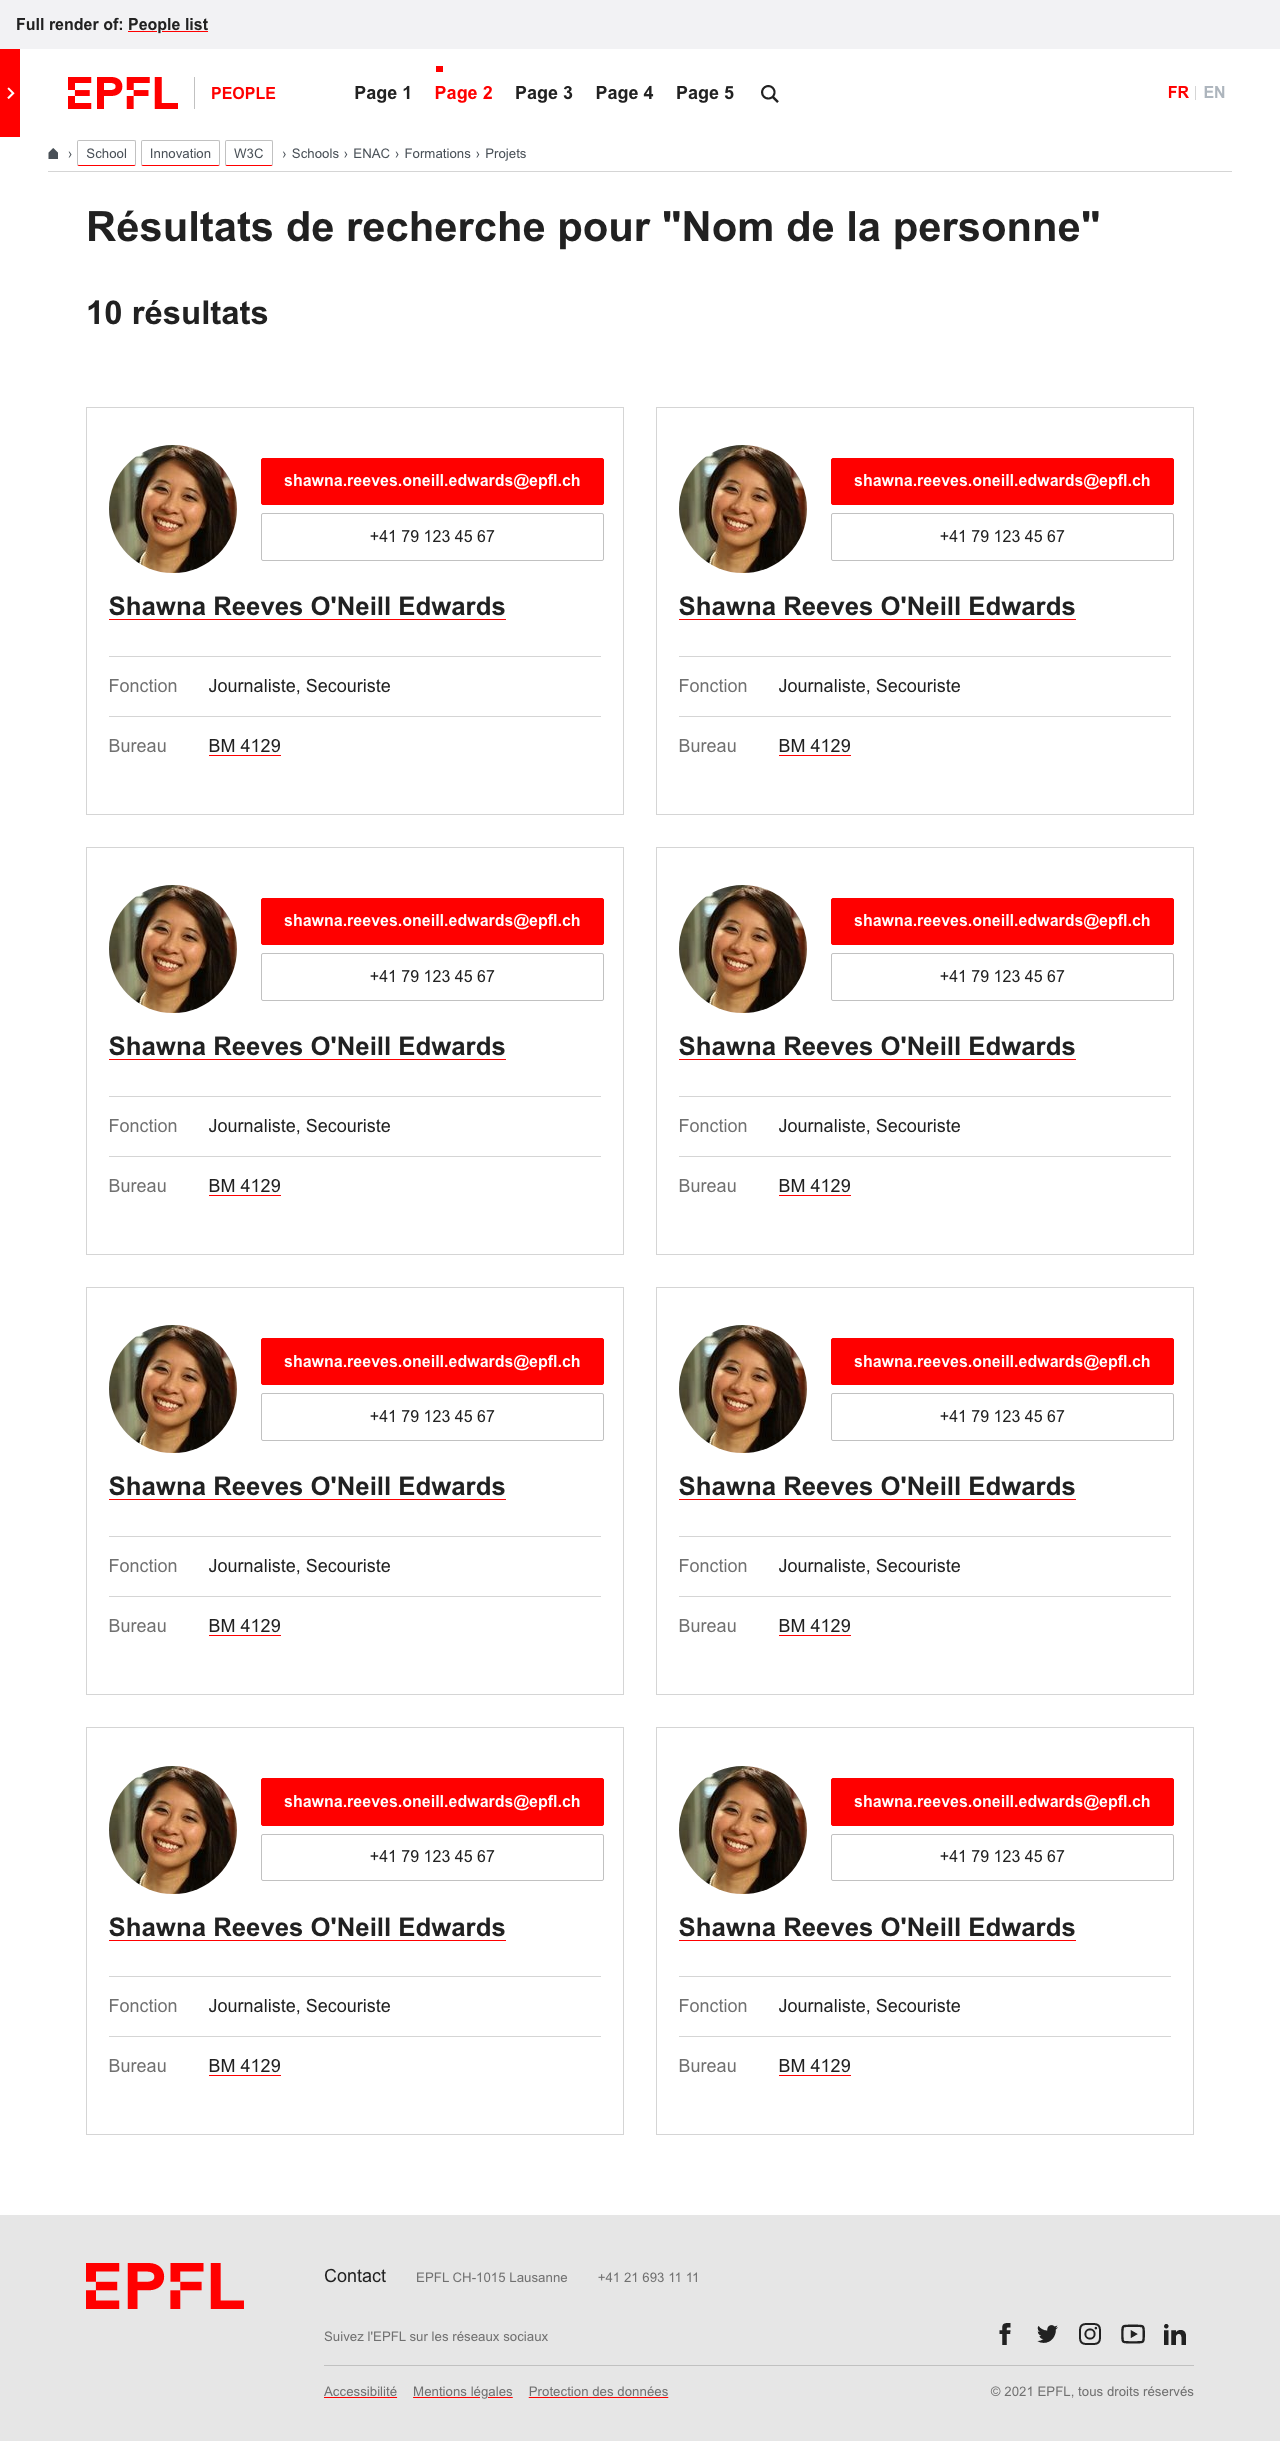 Full render of: People list
EPFL PEOPLE Page 1 Page 2 Page 3 Page 4 Page 5 FR EN
› School Innovation W3C › Schools › ENAC › Formations › Projets
Résultats de recherche pour "Nom de la personne"
10 résultats
shawna.reeves.oneill.edwards@epfl.ch
+41 79 123 45 67
Shawna Reeves O'Neill Edwards
Fonction Journaliste, Secouriste
Bureau BM 4129
shawna.reeves.oneill.edwards@epfl.ch
+41 79 123 45 67
Shawna Reeves O'Neill Edwards
Fonction Journaliste, Secouriste
Bureau BM 4129
shawna.reeves.oneill.edwards@epfl.ch
+41 79 123 45 67
Shawna Reeves O'Neill Edwards
Fonction Journaliste, Secouriste
Bureau BM 4129
shawna.reeves.oneill.edwards@epfl.ch
+41 79 123 45 67
Shawna Reeves O'Neill Edwards
Fonction Journaliste, Secouriste
Bureau BM 4129
shawna.reeves.oneill.edwards@epfl.ch
+41 79 123 45 67
Shawna Reeves O'Neill Edwards
Fonction Journaliste, Secouriste
Bureau BM 4129
shawna.reeves.oneill.edwards@epfl.ch
+41 79 123 45 67
Shawna Reeves O'Neill Edwards
Fonction Journaliste, Secouriste
Bureau BM 4129
shawna.reeves.oneill.edwards@epfl.ch
+41 79 123 45 67
Shawna Reeves O'Neill Edwards
Fonction Journaliste, Secouriste
Bureau BM 4129
shawna.reeves.oneill.edwards@epfl.ch
+41 79 123 45 67
Shawna Reeves O'Neill Edwards
Fonction Journaliste, Secouriste
Bureau BM 4129
EPFL
Contact EPFL CH-1015 Lausanne +41 21 693 11 11
Suivez l'EPFL sur les réseaux sociaux
Accessibilité Mentions légales Protection des données © 2021 EPFL, tous droits réservés